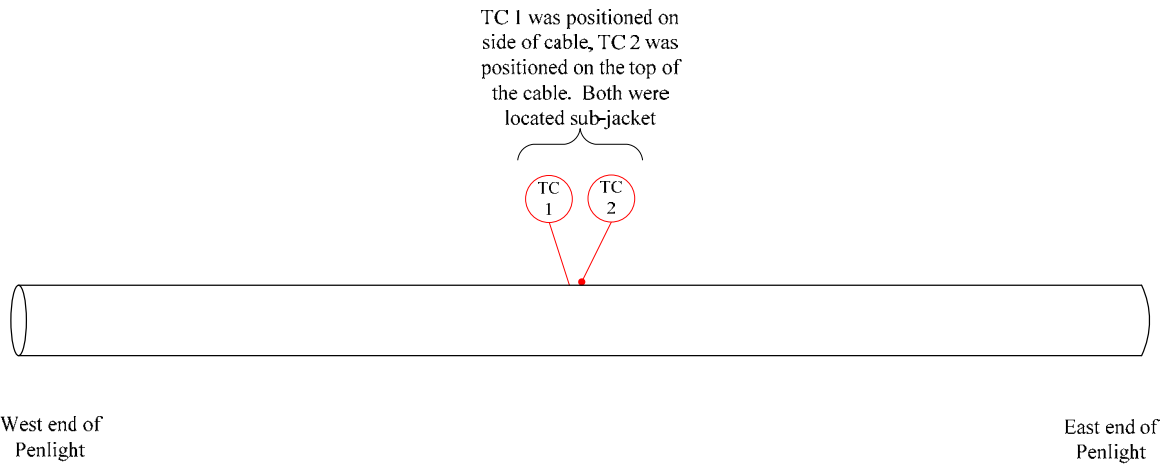 TC 1 was positioned on
side of cable, TC 2 was
positioned on the top of
the cable.  Both were
located sub-jacket
TC
1
TC
2
West end of
Penlight
East end of
Penlight